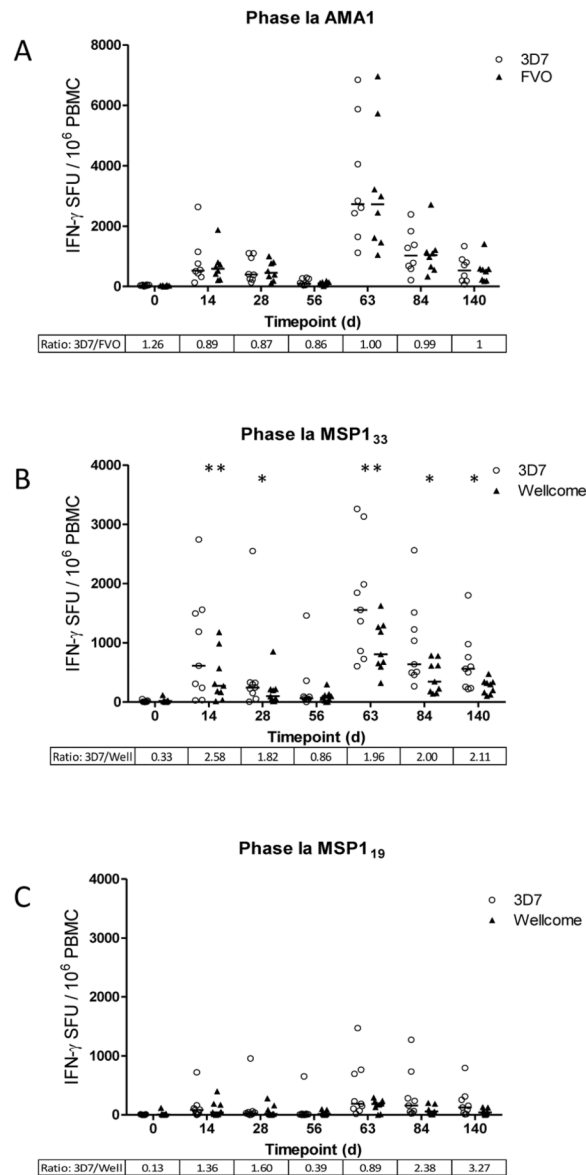 Phase Ia AMA1
A
8000
6000
4000
2000
0
IFN-γ SFU / 10⁶ PBMC
3D7
FVO
0 14 28 56 63 84 140
Timepoint (d)
Ratio: 3D7/FVO 1.26 0.89 0.87 0.86 1.00 0.99 1
Phase Ia MSP1₃₃
B
4000
3000
2000
1000
0
IFN-γ SFU / 10⁶ PBMC
** * ** * *
3D7
Wellcome
0 14 28 56 63 84 140
Timepoint (d)
Ratio: 3D7/Well 0.33 2.58 1.82 0.86 1.96 2.00 2.11
Phase Ia MSP1₁₉
C
4000
3000
2000
1000
0
IFN-γ SFU / 10⁶ PBMC
3D7
Wellcome
0 14 28 56 63 84 140
Timepoint (d)
Ratio: 3D7/Well 0.13 1.36 1.60 0.39 0.89 2.38 3.27